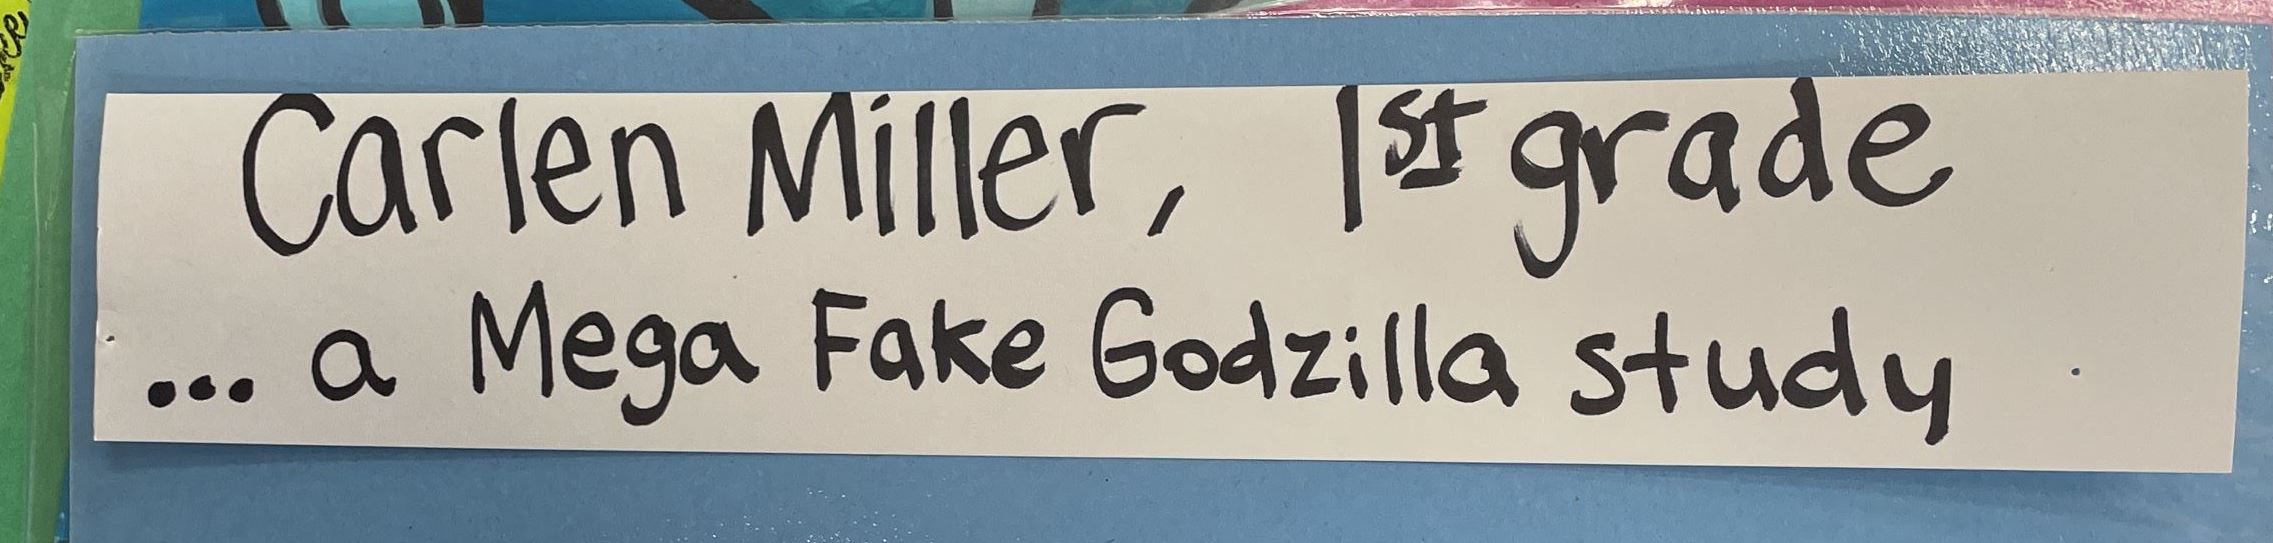 Carlen Miller, 1st grade
... a Mega Fake Godzilla study